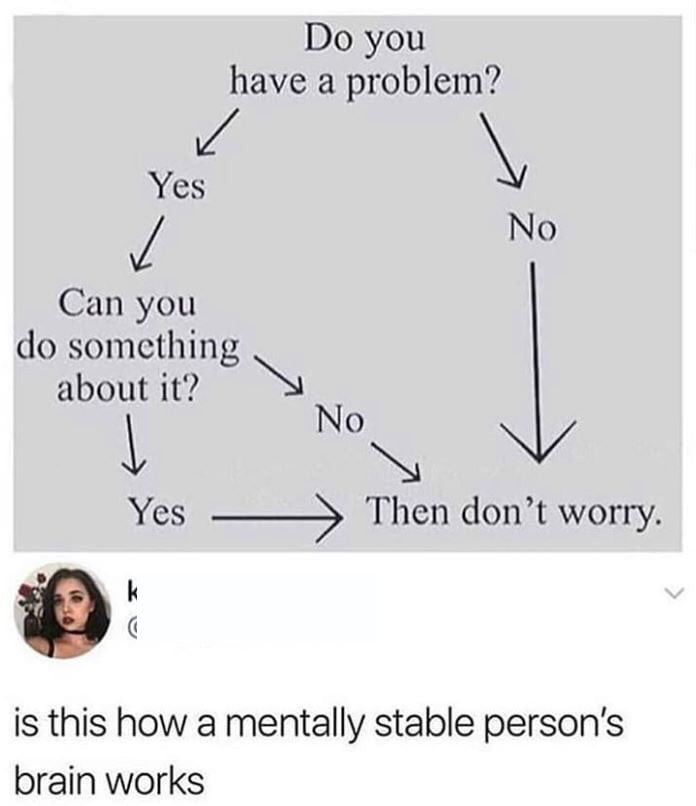 Do you
have a problem?
Yes
No
Can you
do something
about it?
No
Yes
Then don't worry.
k
@
is this how a mentally stable person's
brain works